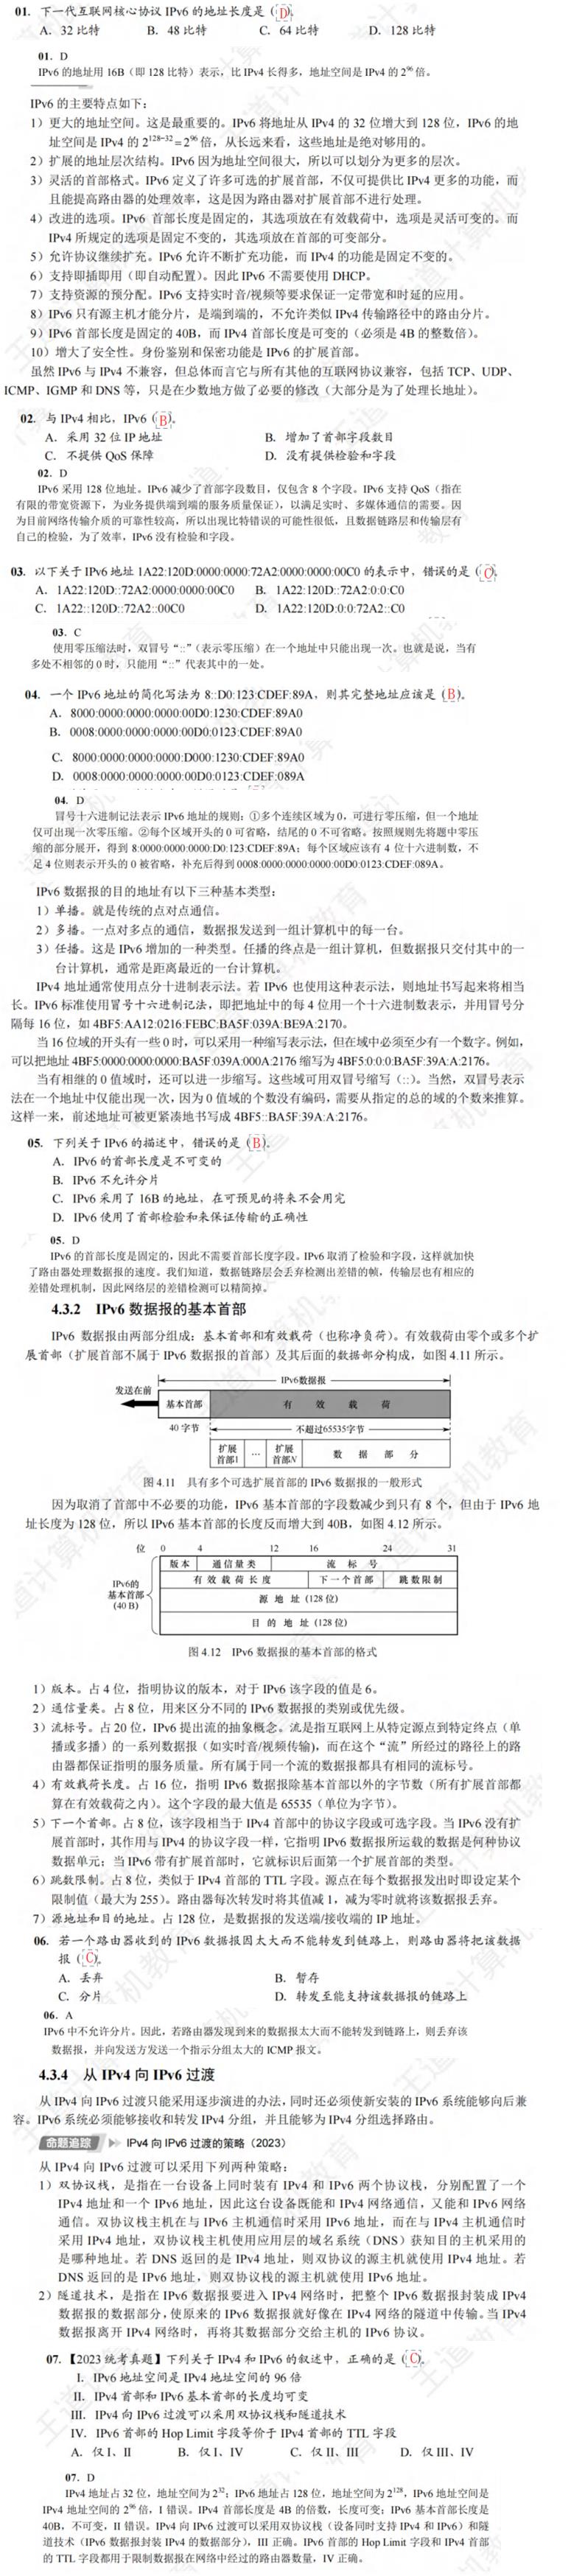 01. 下一代互联网核心协议 IPv6 的地址长度是（D）。
A. 32 比特 B. 48 比特 C. 64 比特 D. 128 比特
01. D
IPv6 的地址用 16B（即 128 比特）表示，比 IPv4 长得多，地址空间是 IPv4 的 2^96 倍。
IPv6 的主要特点如下：
1）更大的地址空间。这是最重要的。IPv6 将地址从 IPv4 的 32 位增大到 128 位，IPv6 的地
址空间是 IPv4 的 2^128−32 = 2^96 倍，从长远来看，这些地址是绝对够用的。
2）扩展的地址层次结构。IPv6 因为地址空间很大，所以可以划分为更多的层次。
3）灵活的首部格式。IPv6 定义了许多可选的扩展首部，不仅可提供比 IPv4 更多的功能，而
且能提高路由器的处理效率，这是因为路由器对扩展首部不进行处理。
4）改进的选项。IPv6 首部长度是固定的，其选项放在有效载荷中，选项是灵活可变的。而
IPv4 所规定的选项是固定不变的，其选项放在首部的可变部分。
5）允许协议继续扩充。IPv6 允许不断扩充功能，而 IPv4 的功能是固定不变的。
6）支持即插即用（即自动配置）。因此 IPv6 不需要使用 DHCP。
7）支持资源的预分配。IPv6 支持实时音/视频等要求保证一定带宽和时延的应用。
8）IPv6 只有源主机才能分片，是端到端的，不允许类似 IPv4 传输路径中的路由分片。
9）IPv6 首部长度是固定的 40B，而 IPv4 首部长度是可变的（必须是 4B 的整数倍）。
10）增大了安全性。身份鉴别和保密功能是 IPv6 的扩展首部。
虽然 IPv6 与 IPv4 不兼容，但总体而言它与所有其他的互联网协议兼容，包括 TCP、UDP、
ICMP、IGMP 和 DNS 等，只是在少数地方做了必要的修改（大部分是为了处理长地址）。
02. 与 IPv4 相比，IPv6（B）。
A. 采用 32 位 IP 地址 B. 增加了首部字段数目
C. 不提供 QoS 保障 D. 没有提供检验和字段
02. D
IPv6 采用 128 位地址。IPv6 减少了首部字段数目，仅包含 8 个字段。IPv6 支持 QoS（指在
有限的带宽资源下，为业务提供端到端的服务质量保证），以满足实时、多媒体通信的需要。因
为目前网络传输介质的可靠性较高，所以出现比特错误的可能性很低，且数据链路层和传输层有
自己的检验，为了效率，IPv6 没有检验和字段。
03. 以下关于 IPv6 地址 1A22:120D:0000:0000:72A2:0000:0000:00C0 的表示中，错误的是（C）。
A. 1A22:120D::72A2:0000:0000:00C0 B. 1A22:120D::72A2:0:0:C0
C. 1A22::120D::72A2::00C0 D. 1A22:120D:0:0:72A2::C0
03. C
使用零压缩法时，双冒号“::”（表示零压缩）在一个地址中只能出现一次。也就是说，当有
多处不相邻的 0 时，只能用“::”代表其中的一处。
04. 一个 IPv6 地址的简化写法为 8::D0:123:CDEF:89A，则其完整地址应该是（B）。
A. 8000:0000:0000:0000:00D0:1230:CDEF:89A0
B. 0008:0000:0000:0000:00D0:0123:CDEF:89A0
C. 8000:0000:0000:0000:D000:1230:CDEF:89A0
D. 0008:0000:0000:0000:00D0:0123:CDEF:089A
04. D
冒号十六进制记法表示 IPv6 地址的规则：①多个连续区域为 0，可进行零压缩，但一个地址
仅可出现一次零压缩。②每个区域开头的 0 可省略，结尾的 0 不可省略。按照规则先将题中零压
缩的部分展开，得到 8:0000:0000:0000:D0:123:CDEF:89A；每个区域应该有 4 位十六进制数，不
足 4 位则表示开头的 0 被省略，补充后得到 0008:0000:0000:0000:00D0:0123:CDEF:089A。
IPv6 数据报的目的地址有以下三种基本类型：
1）单播。就是传统的点对点通信。
2）多播。一点对多点的通信，数据报发送到一组计算机中的每一台。
3）任播。这是 IPv6 增加的一种类型。任播的终点是一组计算机，但数据报只交付其中的一
台计算机，通常是距离最近的一台计算机。
IPv4 地址通常使用点分十进制表示法。若 IPv6 也使用这种表示法，则地址书写起来将相当
长。IPv6 标准使用冒号十六进制记法，即把地址中的每 4 位用一个十六进制数表示，并用冒号分
隔每 16 位，如 4BF5:AA12:0216:FEBC:BA5F:039A:BE9A:2170。
当 16 位域的开头有一些 0 时，可以采用一种缩写表示法，但在域中必须至少有一个数字。例如，
可以把地址 4BF5:0000:0000:0000:BA5F:039A:000A:2176 缩写为 4BF5:0:0:0:BA5F:39A:A:2176。
当有相继的 0 值域时，还可以进一步缩写。这些域可用双冒号缩写（::）。当然，双冒号表示
法在一个地址中仅能出现一次，因为 0 值域的个数没有编码，需要从指定的总的域的个数来推算。
这样一来，前述地址可被更紧凑地书写成 4BF5::BA5F:39A:A:2176。
05. 下列关于 IPv6 的描述中，错误的是（B）。
A. IPv6 的首部长度是不可变的
B. IPv6 不允许分片
C. IPv6 采用了 16B 的地址，在可预见的将来不会用完
D. IPv6 使用了首部检验和来保证传输的正确性
05. D
IPv6 的首部长度是固定的，因此不需要首部长度字段。IPv6 取消了检验和字段，这样就加快
了路由器处理数据报的速度。我们知道，数据链路层会丢弃检测出差错的帧，传输层也有相应的
差错处理机制，因此网络层的差错检测可以精简掉。
4.3.2 IPv6 数据报的基本首部
IPv6 数据报由两部分组成：基本首部和有效载荷（也称净负荷）。有效载荷由零个或多个扩
展首部（扩展首部不属于 IPv6 数据报的首部）及其后面的数据部分构成，如图 4.11 所示。
IPv6数据报
发送在前
基本首部 有 效 载 荷
40 字节 不超过65535字节
扩展首部1 … 扩展首部N 数 据 部 分
图 4.11 具有多个可选扩展首部的 IPv6 数据报的一般形式
因为取消了首部中不必要的功能，IPv6 基本首部的字段数减少到只有 8 个，但由于 IPv6 地
址长度为 128 位，所以 IPv6 基本首部的长度反而增大到 40B，如图 4.12 所示。
位 0 4 12 16 24 31
版本 通信量类 流 标 号
IPv6的基本首部(40 B)
有 效 载 荷 长 度 下一个首部 跳数限制
源 地 址 (128 位)
目 的 地 址 (128 位)
图 4.12 IPv6 数据报的基本首部的格式
1）版本。占 4 位，指明协议的版本，对于 IPv6 该字段的值是 6。
2）通信量类。占 8 位，用来区分不同的 IPv6 数据报的类别或优先级。
3）流标号。占 20 位，IPv6 提出流的抽象概念。流是指互联网上从特定源点到特定终点（单
播或多播）的一系列数据报（如实时音/视频传输），而在这个“流”所经过的路径上的路
由器都保证指明的服务质量。所有属于同一个流的数据报都具有相同的流标号。
4）有效载荷长度。占 16 位，指明 IPv6 数据报除基本首部以外的字节数（所有扩展首部都
算在有效载荷之内）。这个字段的最大值是 65535（单位为字节）。
5）下一个首部。占 8 位，该字段相当于 IPv4 首部中的协议字段或可选字段。当 IPv6 没有扩
展首部时，其作用与 IPv4 的协议字段一样，它指明 IPv6 数据报所运载的数据是何种协议
数据单元；当 IPv6 带有扩展首部时，它就标识后面第一个扩展首部的类型。
6）跳数限制。占 8 位，类似于 IPv4 首部的 TTL 字段。源点在每个数据报发出时即设定某个
限制值（最大为 255）。路由器每次转发时将其值减 1，减为零时就将该数据报丢弃。
7）源地址和目的地址。占 128 位，是数据报的发送端/接收端的 IP 地址。
06. 若一个路由器收到的 IPv6 数据报因太大而不能转发到链路上，则路由器将把该数据
报（C）。
A. 丢弃 B. 暂存
C. 分片 D. 转发至能支持该数据报的链路上
06. A
IPv6 中不允许分片。因此，若路由器发现到来的数据报太大而不能转发到链路上，则丢弃该
数据报，并向发送方发送一个指示分组太大的 ICMP 报文。
4.3.4 从 IPv4 向 IPv6 过渡
从 IPv4 向 IPv6 过渡只能采用逐步演进的办法，同时还必须使新安装的 IPv6 系统能够向后兼
容。IPv6 系统必须能够接收和转发 IPv4 分组，并且能够为 IPv4 分组选择路由。
命题追踪 IPv4 向 IPv6 过渡的策略（2023）
从 IPv4 向 IPv6 过渡可以采用下列两种策略：
1）双协议栈，是指在一台设备上同时装有 IPv4 和 IPv6 两个协议栈，分别配置了一个
IPv4 地址和一个 IPv6 地址，因此这台设备既能和 IPv4 网络通信，又能和 IPv6 网络
通信。双协议栈主机在与 IPv6 主机通信时采用 IPv6 地址，而在与 IPv4 主机通信时
采用 IPv4 地址，双协议栈主机使用应用层的域名系统（DNS）获知目的主机采用的
是哪种地址。若 DNS 返回的是 IPv4 地址，则双协议的源主机就使用 IPv4 地址。若
DNS 返回的是 IPv6 地址，则双协议栈的源主机就使用 IPv6 地址。
2）隧道技术，是指在 IPv6 数据报要进入 IPv4 网络时，把整个 IPv6 数据报封装成 IPv4
数据报的数据部分，使原来的 IPv6 数据报就好像在 IPv4 网络的隧道中传输。当 IPv4
数据报离开 IPv4 网络时，再将其数据部分交给主机的 IPv6 协议。
07.【2023 统考真题】下列关于 IPv4 和 IPv6 的叙述中，正确的是（C）。
I. IPv6 地址空间是 IPv4 地址空间的 96 倍
II. IPv4 首部和 IPv6 基本首部的长度均可变
III. IPv4 向 IPv6 过渡可以采用双协议栈和隧道技术
IV. IPv6 首部的 Hop Limit 字段等价于 IPv4 首部的 TTL 字段
A. 仅 I、II B. 仅 I、IV C. 仅 II、III D. 仅 III、IV
07. D
IPv4 地址占 32 位，地址空间为 2^32；IPv6 地址占 128 位，地址空间为 2^128，IPv6 地址空间是
IPv4 地址空间的 2^96 倍，I 错误。IPv4 首部长度是 4B 的倍数，长度可变；IPv6 基本首部长度是
40B，不可变，II 错误。IPv4 向 IPv6 过渡可以采用双协议栈（设备同时支持 IPv4 和 IPv6）和隧
道技术（IPv6 数据报封装 IPv4 的数据部分），III 正确。IPv6 首部的 Hop Limit 字段和 IPv4 首部
的 TTL 字段都用于限制数据报在网络中经过的路由器数量，IV 正确。